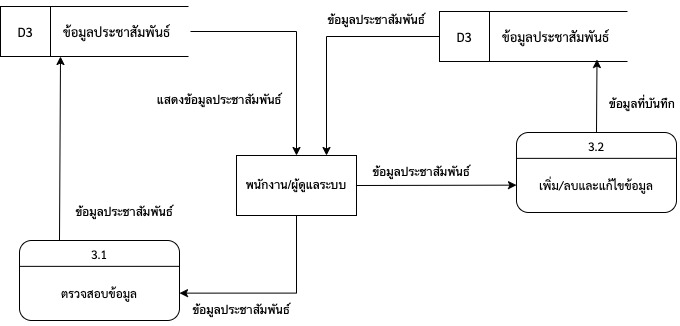 ข้อมูลประชาสัมพันธ์
D3 ข้อมูลประชาสัมพันธ์
D3 ข้อมูลประชาสัมพันธ์
แสดงข้อมูลประชาสัมพันธ์
ข้อมูลที่บันทึก
3.2
ข้อมูลประชาสัมพันธ์
พนักงาน/ผู้ดูแลระบบ
เพิ่ม/ลบและแก้ไขข้อมูล
ข้อมูลประชาสัมพันธ์
3.1
ตรวจสอบข้อมูล
ข้อมูลประชาสัมพันธ์